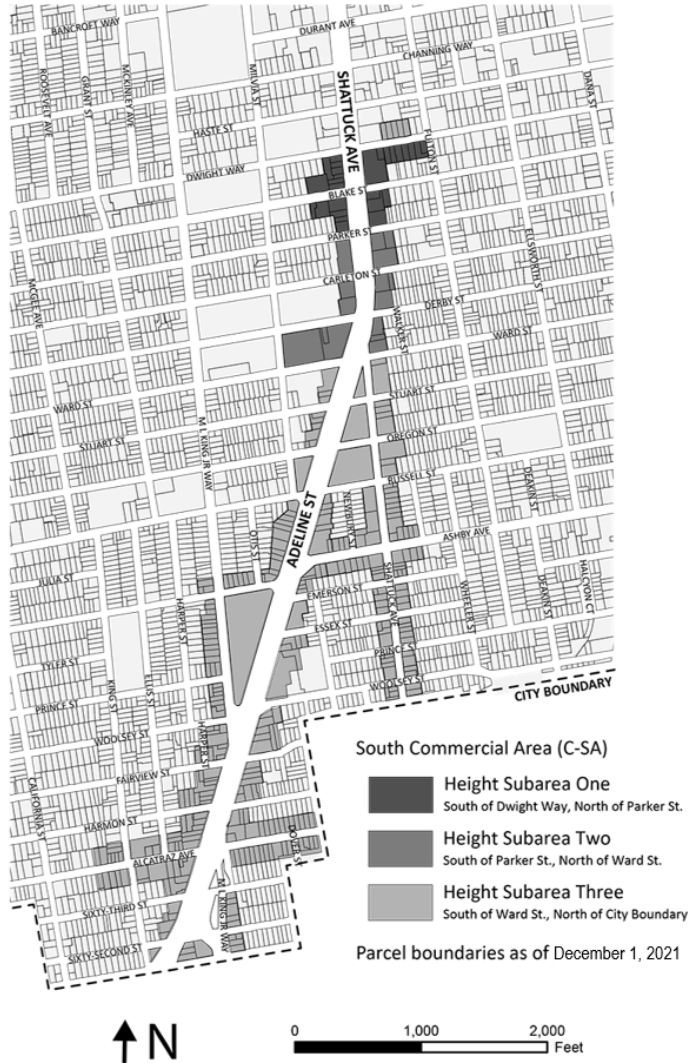 BANCROFT WAY
DURANT AVE
CHANNING WAY
ROOSEVELT AVE
GRANT ST
MCKINLEY AVE
MILVIA ST
SHATTUCK AVE
DANA ST
HASTE ST
FULTON ST
DWIGHT WAY
BLAKE ST
PARKER ST
ELLSWORTH ST
CARLETON ST
MCGEE AVE
DERBY ST
WALKER ST
WARD ST
WARD ST
STUART ST
STUART ST
OREGON ST
M L KING JR WAY
RUSSELL ST
DEAKIN ST
NEWBURY ST
ADELINE ST
OTIS ST
ASHBY AVE
JULIA ST
EMERSON ST
SHATTUCK AVE
WHEELER ST
DEAKIN ST
HALCYON CT
HARPER ST
ESSEX ST
TYLER ST
PRINCE ST
ELLIS ST
KING ST
WOOLSEY ST
PRINCE ST
CITY BOUNDARY
WOOLSEY ST
HARPER ST
FAIRVIEW ST
CALIFORNIA ST
HARMON ST
ALCATRAZ AVE
DOVER ST
SIXTY-THIRD ST
M L KING JR WAY
SIXTY-SECOND ST
South Commercial Area (C-SA)
Height Subarea One
South of Dwight Way, North of Parker St.
Height Subarea Two
South of Parker St., North of Ward St.
Height Subarea Three
South of Ward St., North of City Boundary
Parcel boundaries as of December 1, 2021
N
0 1,000 2,000
Feet